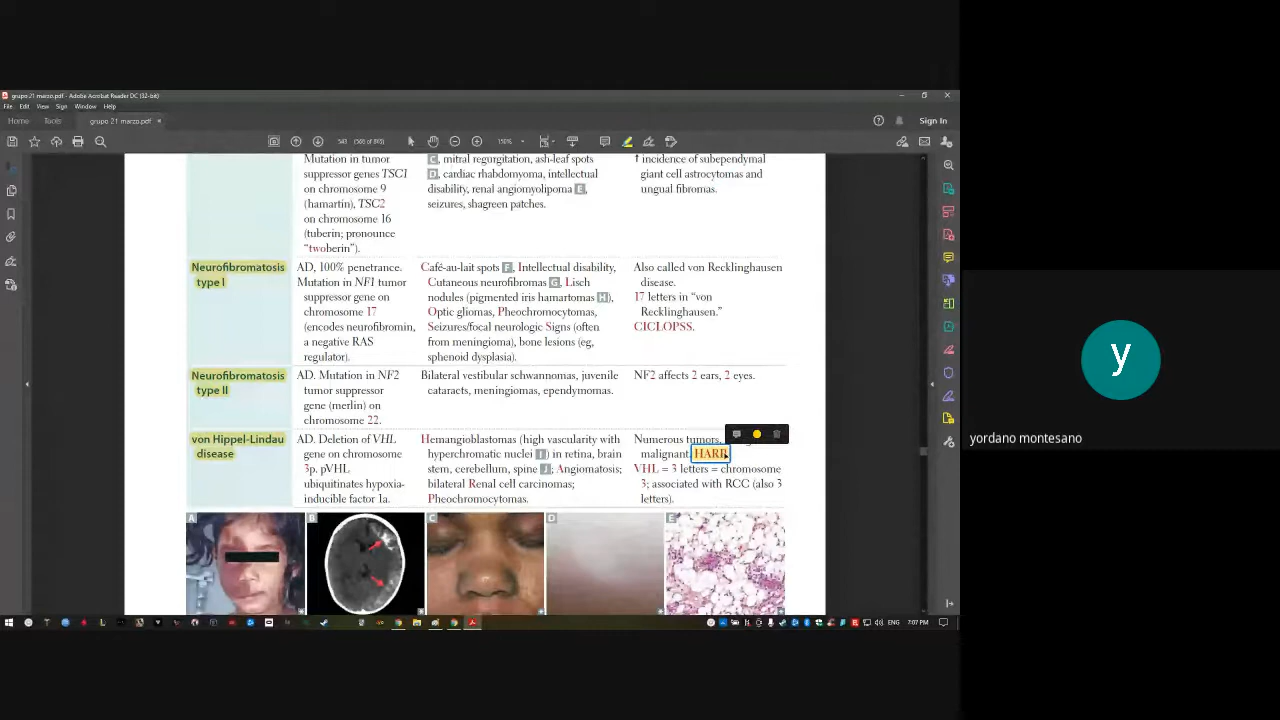 grupo 21 marzo.pdf - Adobe Acrobat Reader DC (32-bit)
File Edit View Sign Window Help
Home Tools grupo 21 marzo.pdf × Sign In
543 (566 of 845) 150%
Mutation in tumor
suppressor genes TSC1
on chromosome 9
(hamartin), TSC2
on chromosome 16
(tuberin; pronounce
“twoberin”).
C, mitral regurgitation, ash-leaf spots
D, cardiac rhabdomyoma, intellectual
disability, renal angiomyolipoma E,
seizures, shagreen patches.
↑ incidence of subependymal
giant cell astrocytomas and
ungual fibromas.
Neurofibromatosis
type I
AD, 100% penetrance.
Mutation in NF1 tumor
suppressor gene on
chromosome 17
(encodes neurofibromin,
a negative RAS
regulator).
Café-au-lait spots F, Intellectual disability,
Cutaneous neurofibromas G, Lisch
nodules (pigmented iris hamartomas H),
Optic gliomas, Pheochromocytomas,
Seizures/focal neurologic Signs (often
from meningioma), bone lesions (eg,
sphenoid dysplasia).
Also called von Recklinghausen
disease.
17 letters in “von
Recklinghausen.”
CICLOPSS.
Neurofibromatosis
type II
AD. Mutation in NF2
tumor suppressor
gene (merlin) on
chromosome 22.
Bilateral vestibular schwannomas, juvenile
cataracts, meningiomas, ependymomas.
NF2 affects 2 ears, 2 eyes.
von Hippel-Lindau
disease
AD. Deletion of VHL
gene on chromosome
3p. pVHL
ubiquitinates hypoxia-
inducible factor 1a.
Hemangioblastomas (high vascularity with
hyperchromatic nuclei I) in retina, brain
stem, cerebellum, spine J; Angiomatosis;
bilateral Renal cell carcinomas;
Pheochromocytomas.
Numerous tumors,
malignant.
VHL = 3 letters = chromosome
3; associated with RCC (also 3
letters).
A B C D E
ENG 7:07 PM
y
yordano montesano